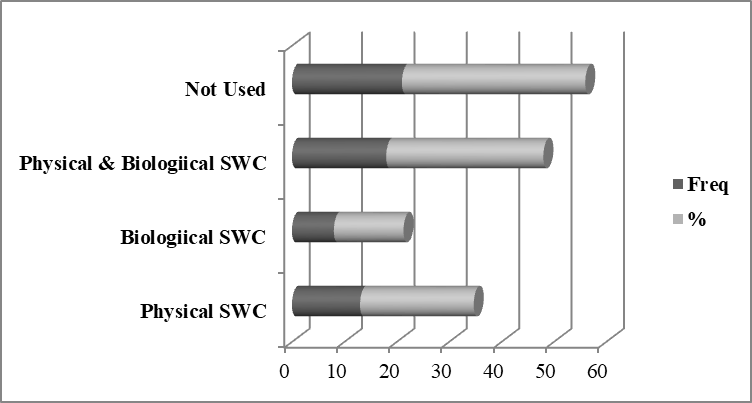 Not Used
Physical & Biologiical SWC
Biologiical SWC
Physical SWC
0 10 20 30 40 50 60
Freq
%